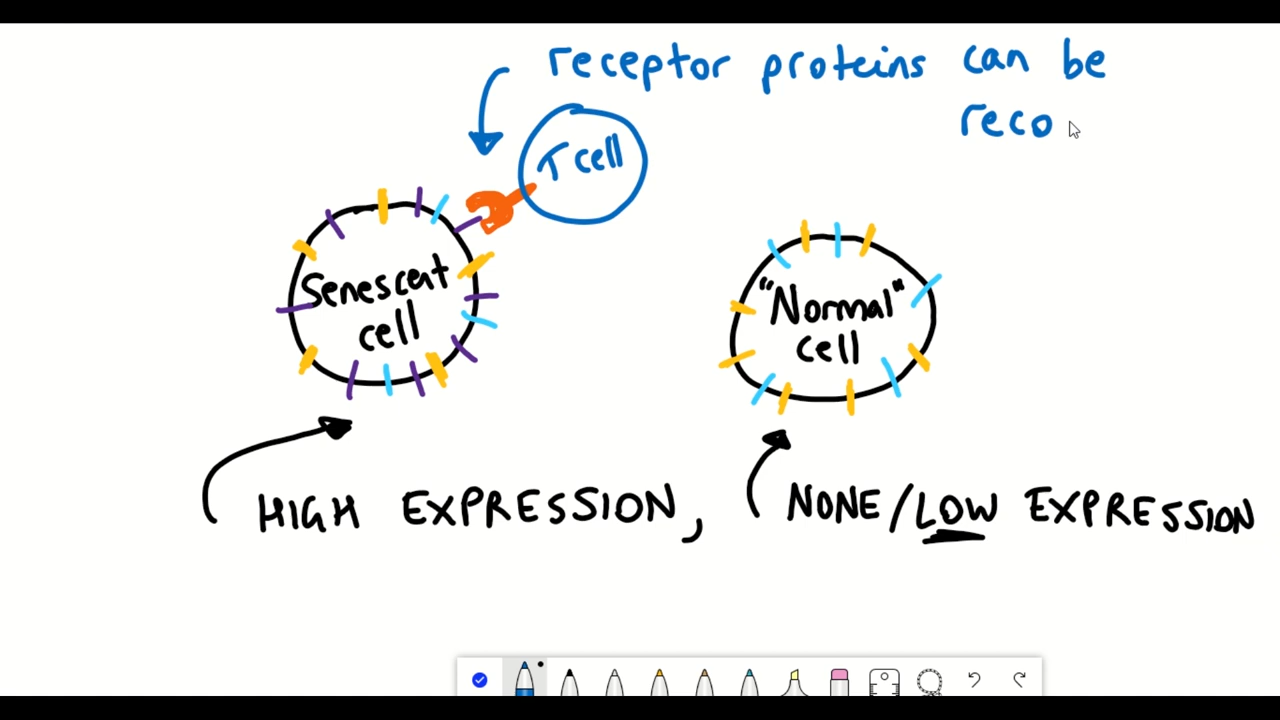 receptor proteins can be
reco
T cell
Senescent
cell
"Normal"
cell
HIGH EXPRESSION,
NONE/LOW EXPRESSION